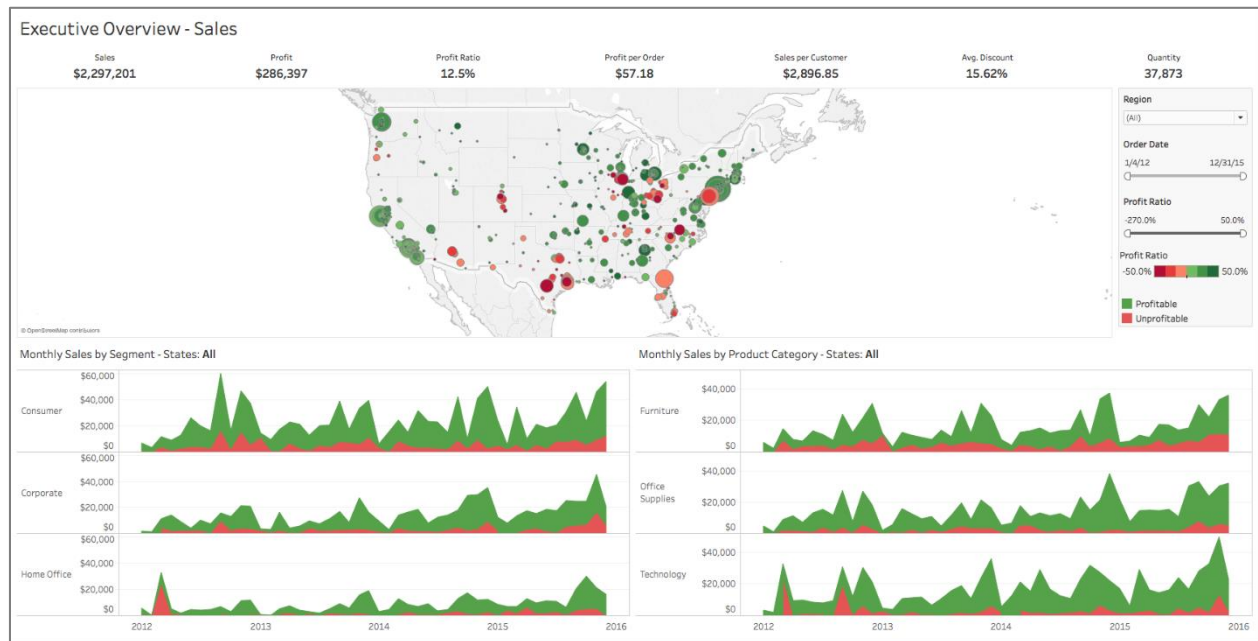 Executive Overview - Sales
Sales Profit Profit Ratio Profit per Order Sales per Customer Avg. Discount Quantity
$2,297,201 $286,397 12.5% $57.18 $2,896.85 15.62% 37,873
Region
(All)
Order Date
1/4/12 12/31/15
Profit Ratio
-270.0% 50.0%
Profit Ratio
-50.0% 50.0%
Profitable
Unprofitable
© OpenStreetMap contributors
Monthly Sales by Segment - States: All
$60,000
Consumer
$40,000
$20,000
$0
$60,000
Corporate
$40,000
$20,000
$0
$60,000
Home Office
$40,000
$20,000
$0
2012 2013 2014 2015 2016
Monthly Sales by Product Category - States: All
$40,000
Furniture
$20,000
$0
$40,000
Office
Supplies
$20,000
$0
$40,000
Technology
$20,000
$0
2012 2013 2014 2015 2016